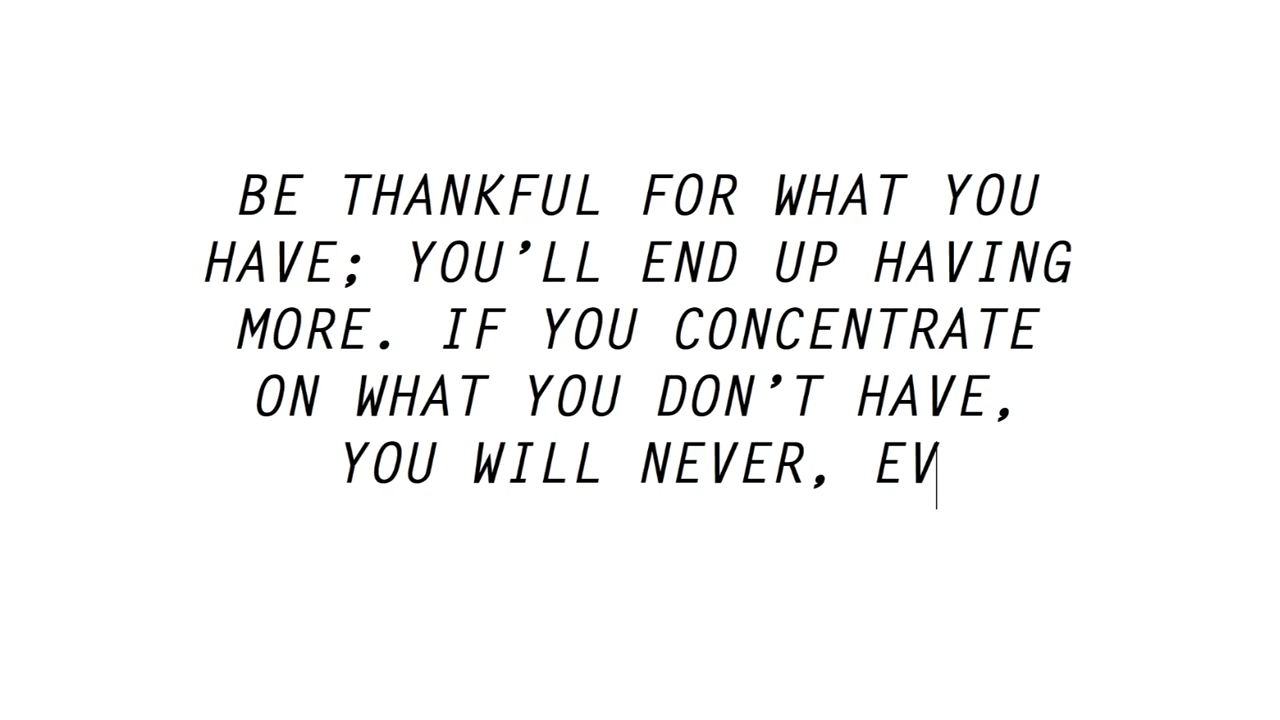 BE THANKFUL FOR WHAT YOU
HAVE; YOU’LL END UP HAVING
MORE. IF YOU CONCENTRATE
ON WHAT YOU DON’T HAVE,
YOU WILL NEVER, EV